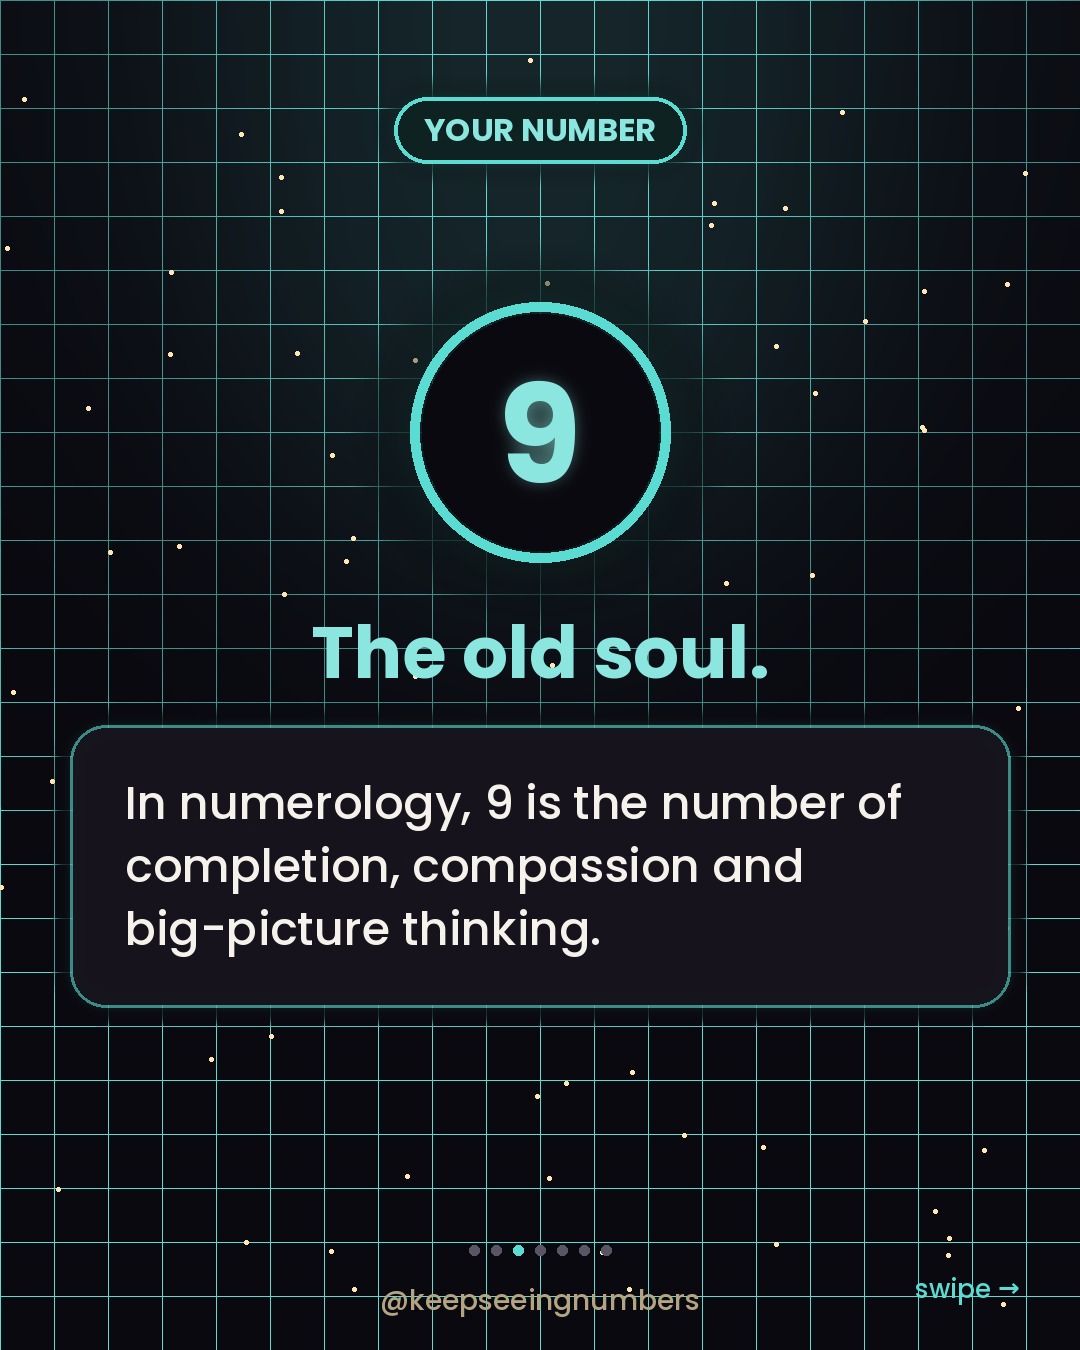 YOUR NUMBER
9
The old soul.
In numerology, 9 is the number of
completion, compassion and
big-picture thinking.
swipe →
@keepseeingnumbers